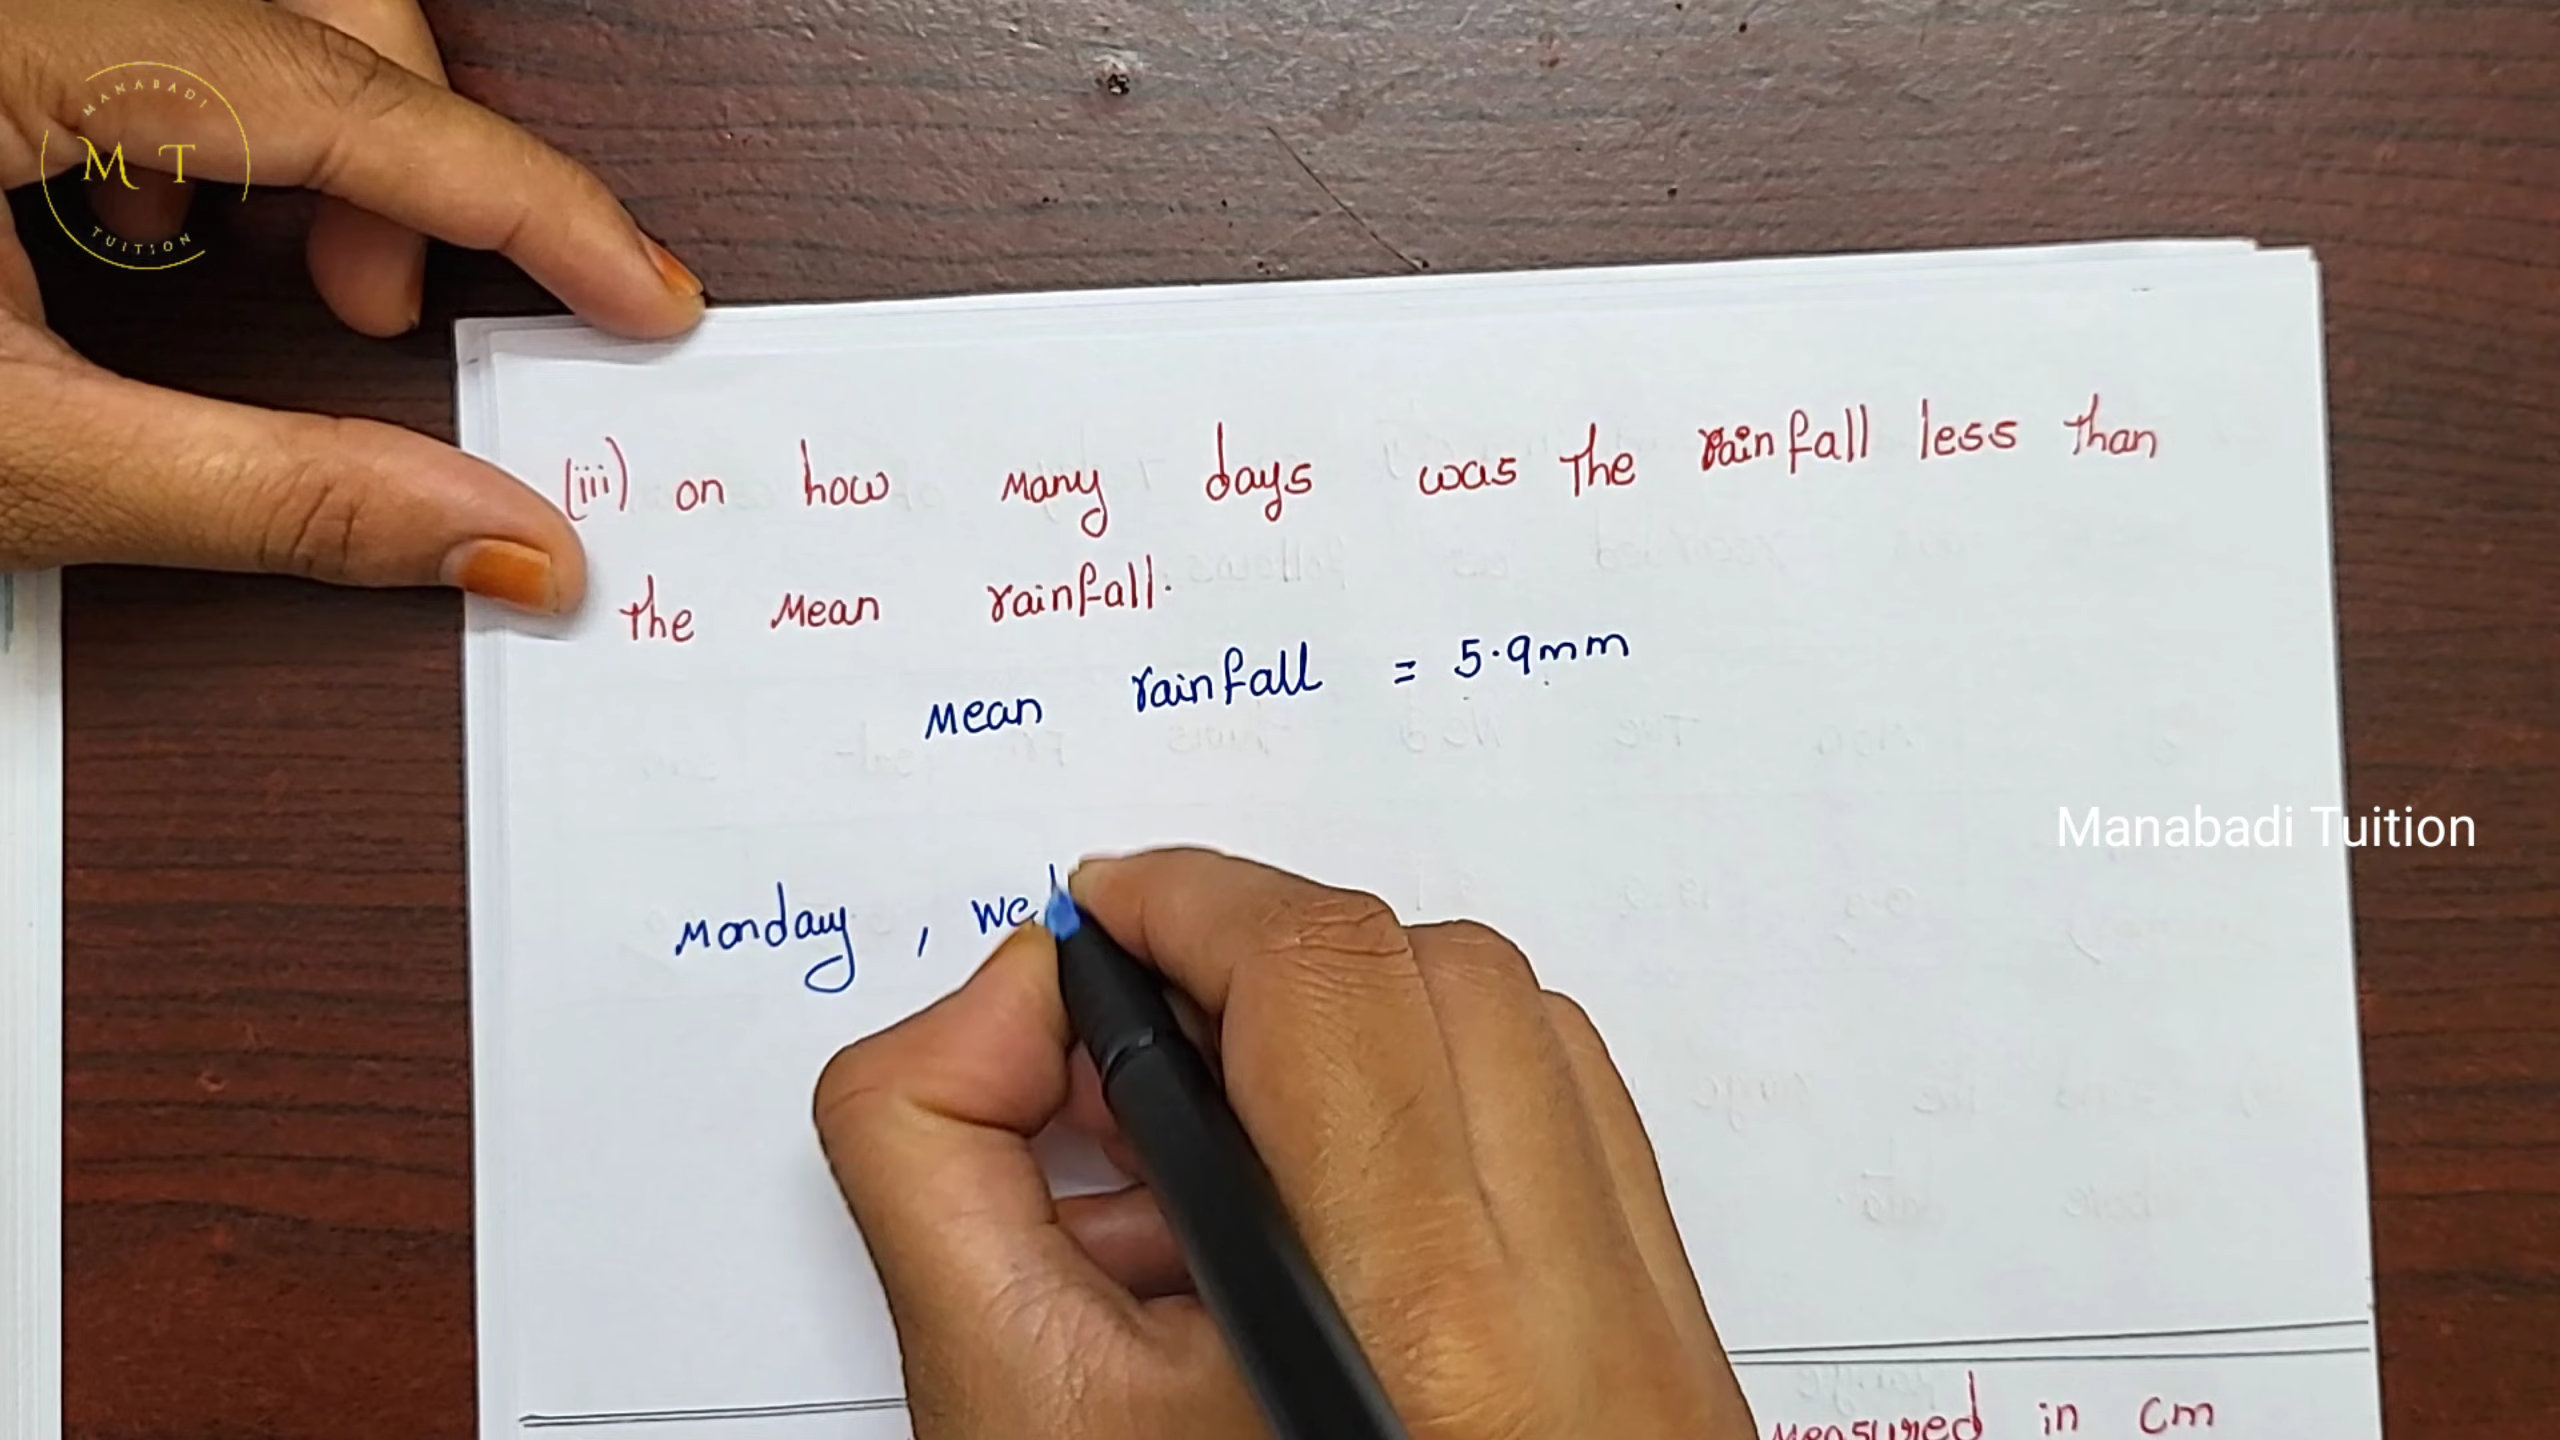 MANABADI
M T
TUITION
(iii) on how many days was the rainfall less than
the mean rainfall.
mean rainfall = 5.9mm
Manabadi Tuition
monday , we
measured in cm